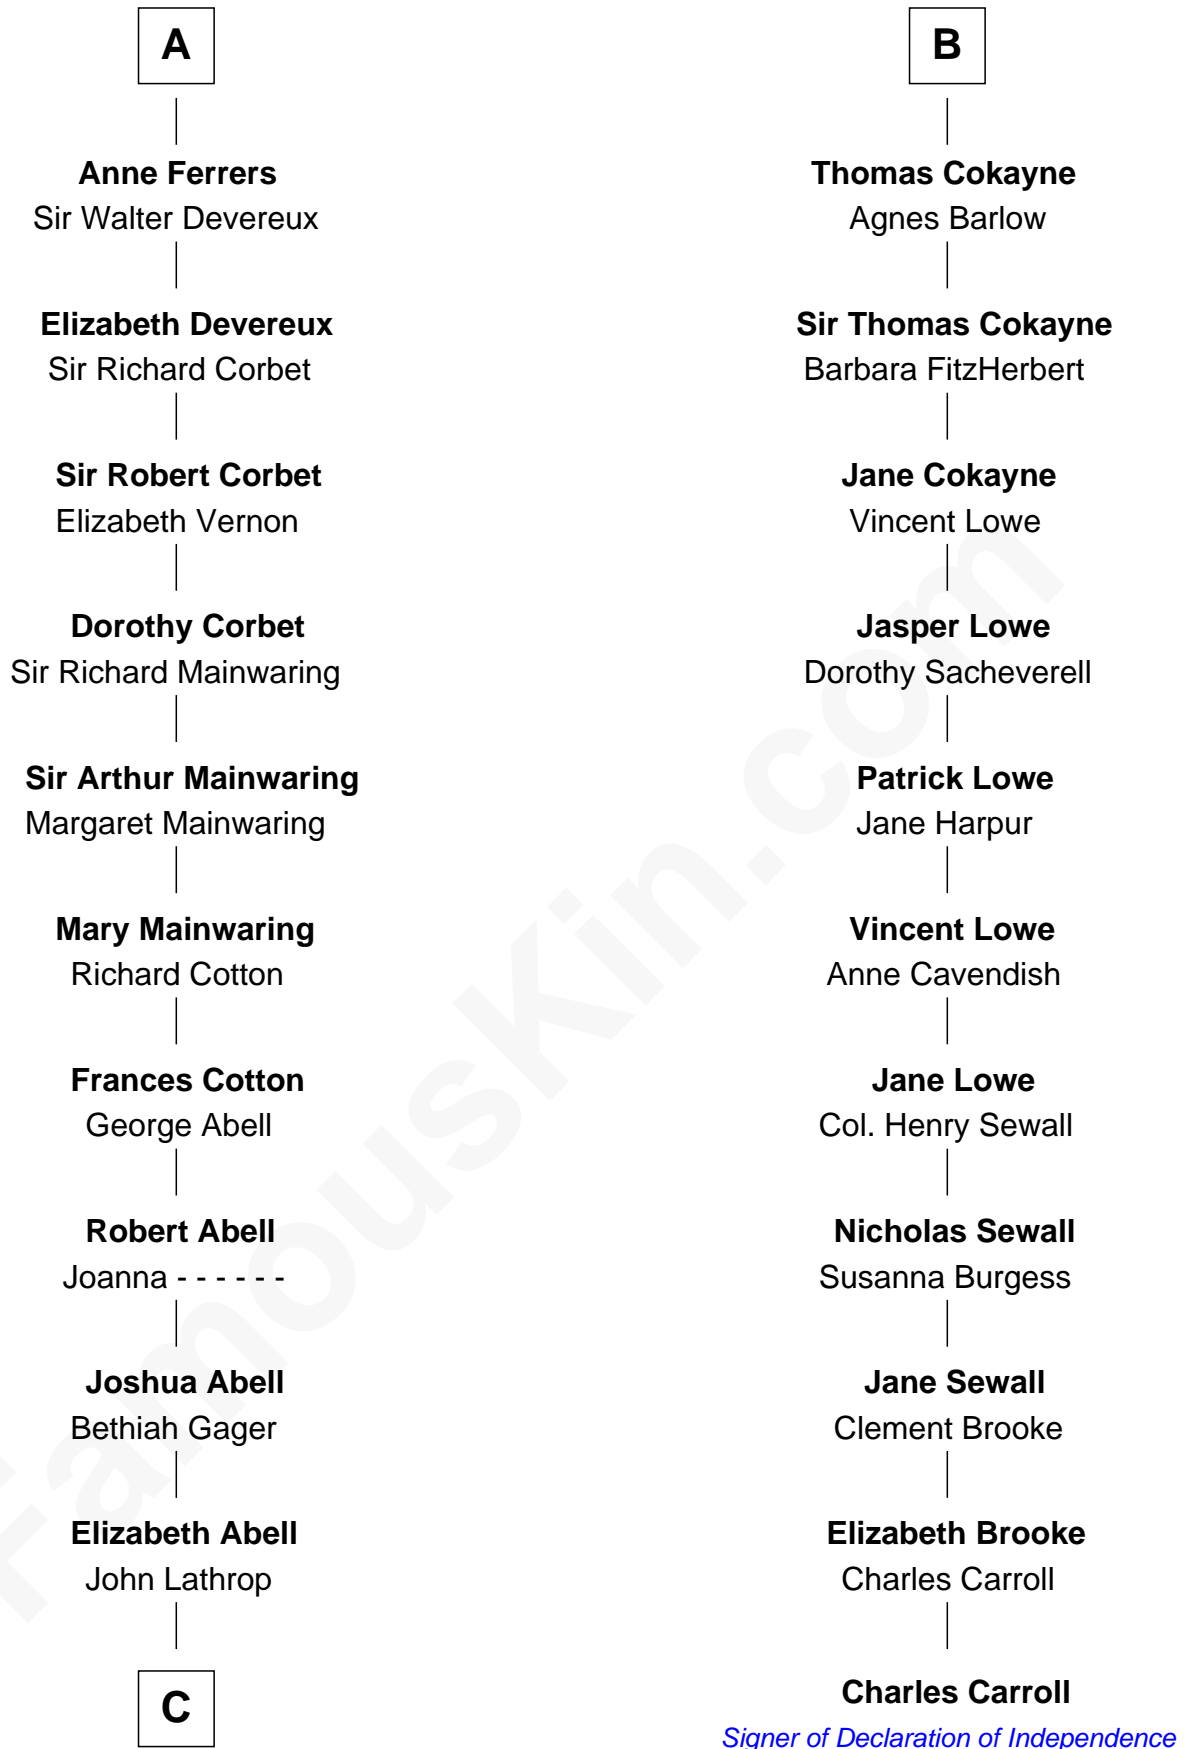 A
Anne Ferrers
Sir Walter Devereux
Elizabeth Devereux
Sir Richard Corbet
Sir Robert Corbet
Elizabeth Vernon
Dorothy Corbet
Sir Richard Mainwaring
Sir Arthur Mainwaring
Margaret Mainwaring
Mary Mainwaring
Richard Cotton
Frances Cotton
George Abell
Robert Abell
Joanna - - - - - -
Joshua Abell
Bethiah Gager
Elizabeth Abell
John Lathrop
C
B
Thomas Cokayne
Agnes Barlow
Sir Thomas Cokayne
Barbara FitzHerbert
Jane Cokayne
Vincent Lowe
Jasper Lowe
Dorothy Sacheverell
Patrick Lowe
Jane Harpur
Vincent Lowe
Anne Cavendish
Jane Lowe
Col. Henry Sewall
Nicholas Sewall
Susanna Burgess
Jane Sewall
Clement Brooke
Elizabeth Brooke
Charles Carroll
Charles Carroll
Signer of Declaration of Independence
FamousKin.com